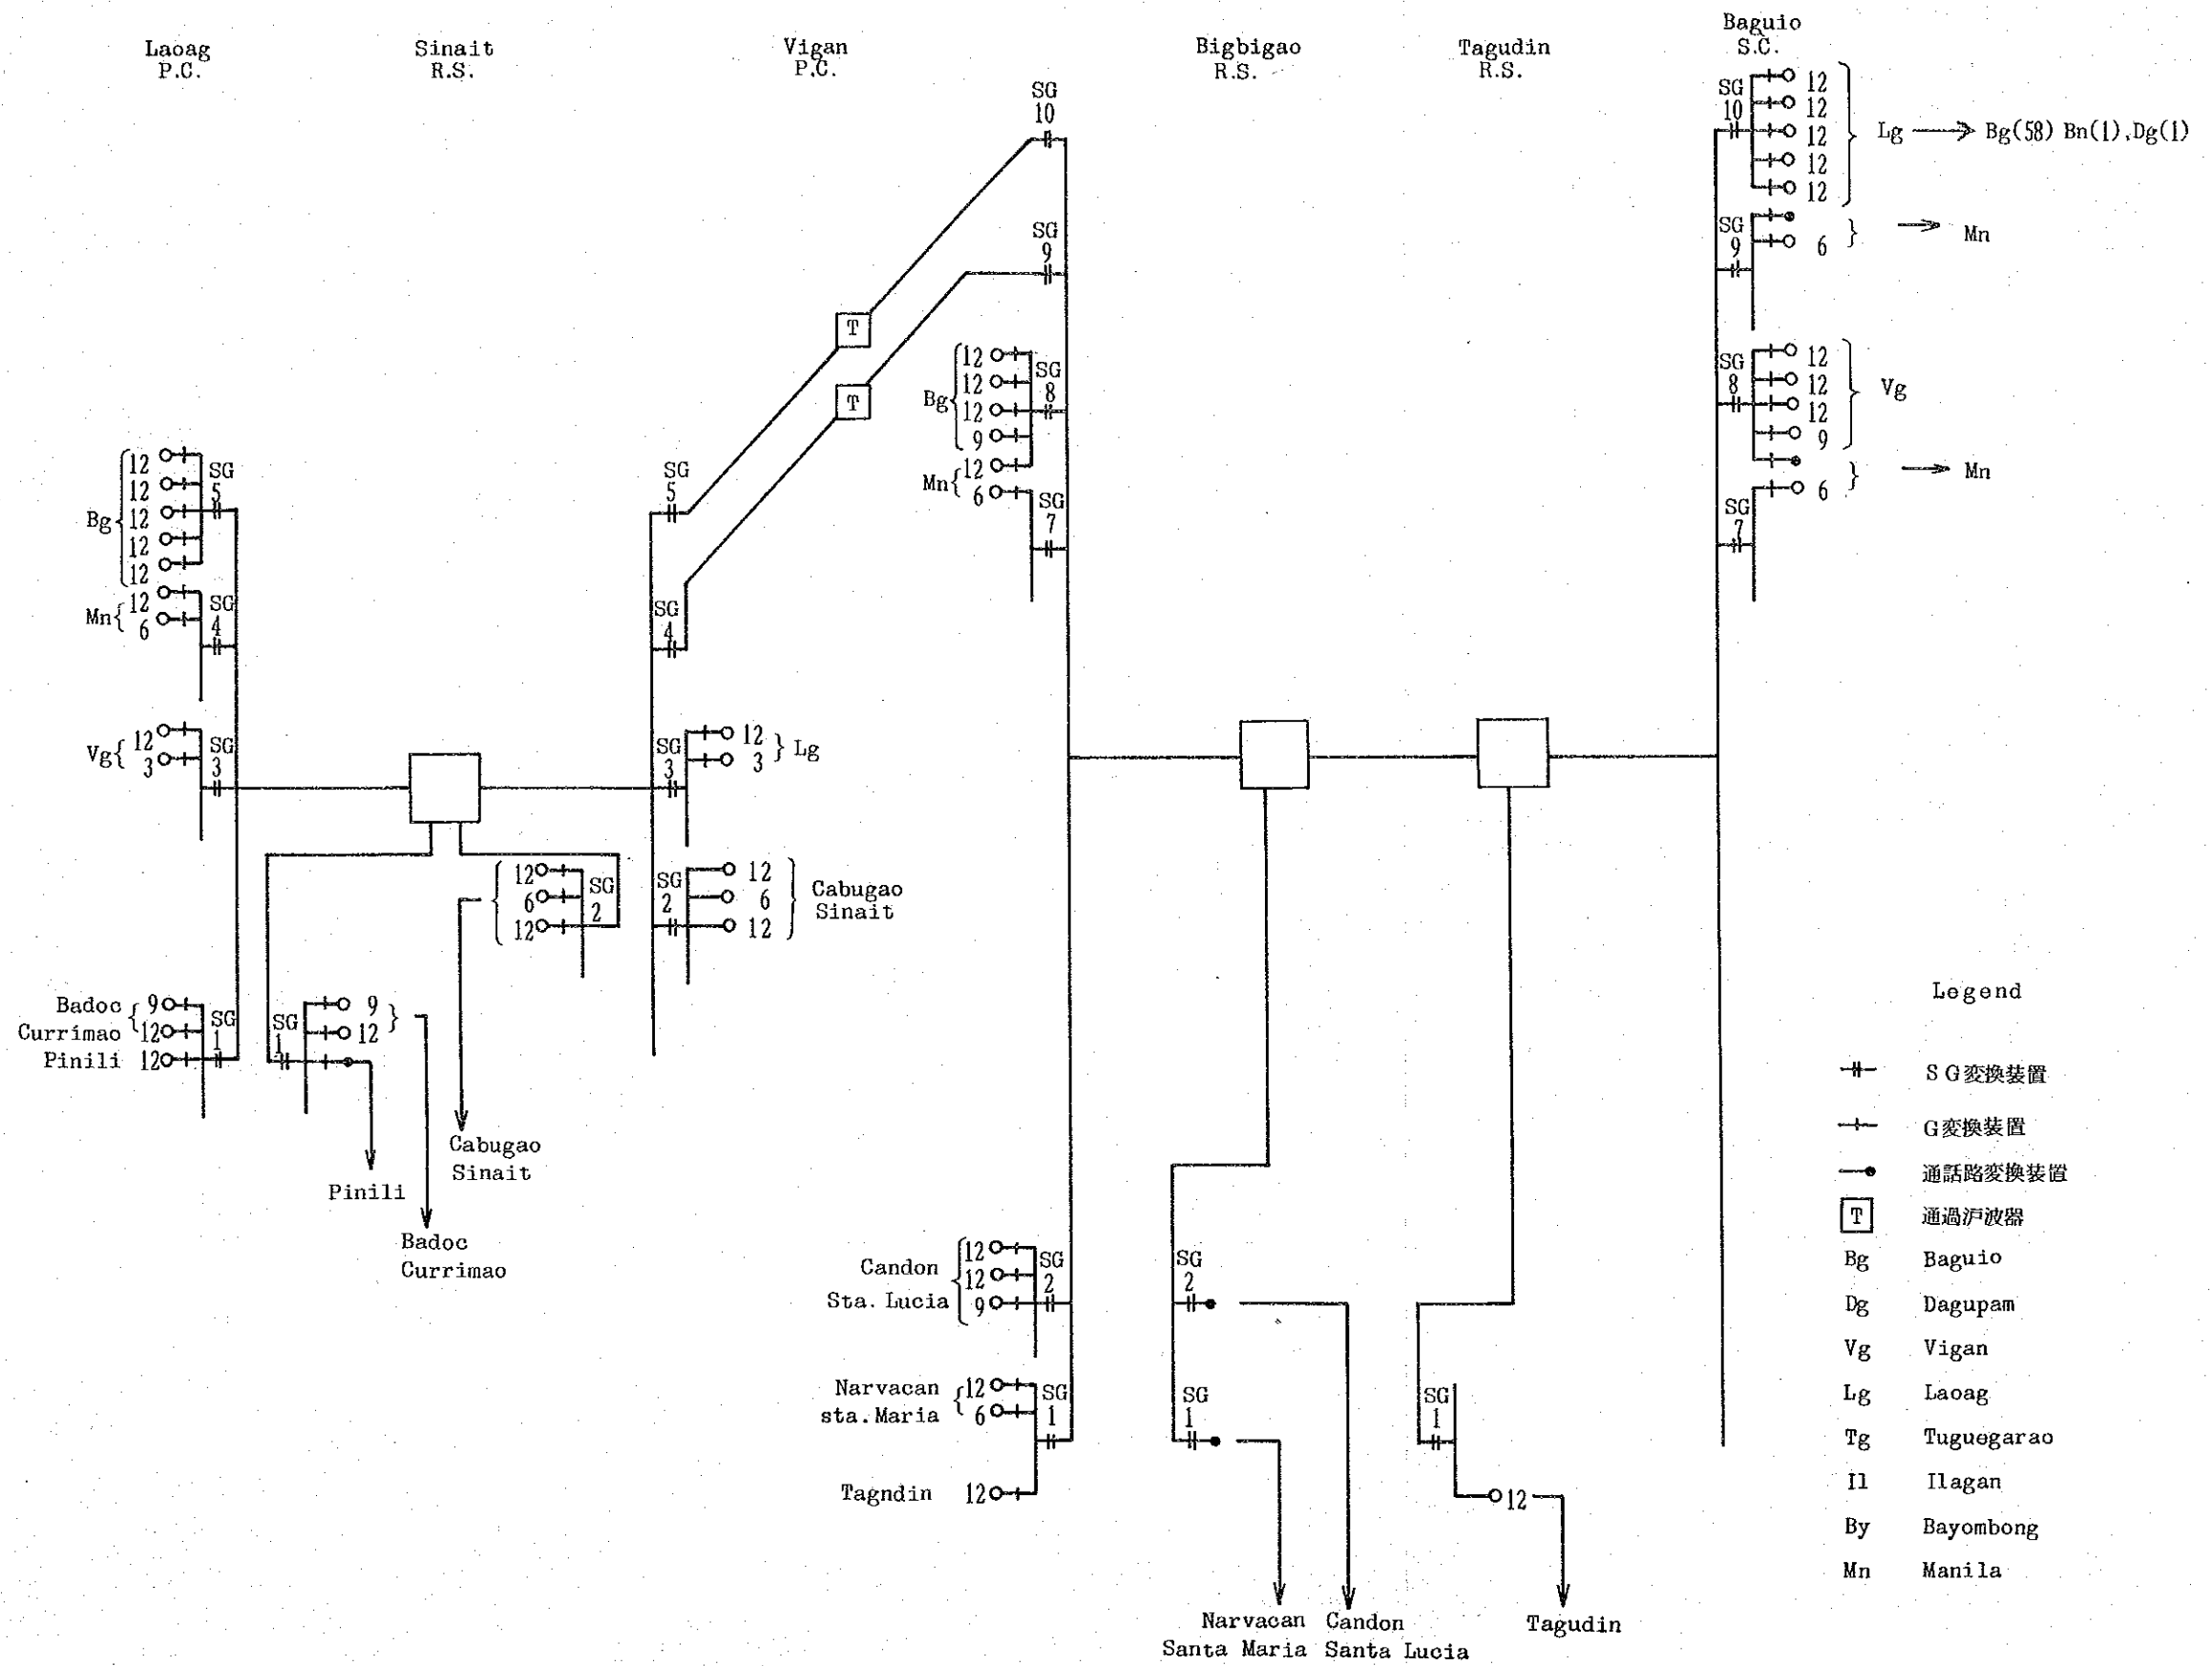 Laoag
P.C.
Sinait
R.S.
Vigan
P.C.
Bigbigao
R.S.
Tagudin
R.S.
Baguio
S.C.
Bg
12
12
12
12
12
SG
5
Mn
12
6
SG
4
Vg
12
3
SG
3
Badoc 9
Currimao 12
Pinili 12
SG
1
SG
1
9
12
Pinili
Badoc
Currimao
12
6
12
SG
2
Cabugao
Sinait
SG
5
SG
4
SG
3
12
3
Lg
SG
2
12
6
12
Cabugao
Sinait
T
T
SG
10
SG
9
Bg
12
12
12
9
SG
8
Mn
12
6
SG
7
Candon
Sta. Lucia
12
12
9
SG
2
Narvacan
sta. Maria
12
6
SG
1
Tagndin 12
SG
2
SG
1
Narvacan
Santa Maria
Candon
Santa Lucia
SG
1
12
Tagudin
SG
10
12
12
12
12
12
Lg Bg(58) Bn(1),Dg(1)
SG
9
6
Mn
SG
8
12
12
12
9
Vg
6
Mn
SG
7
Legend
SG変換装置
G変換装置
通話路変換装置
T 通過沪波器
Bg Baguio
Dg Dagupam
Vg Vigan
Lg Laoag
Tg Tuguegarao
Il Ilagan
By Bayombong
Mn Manila